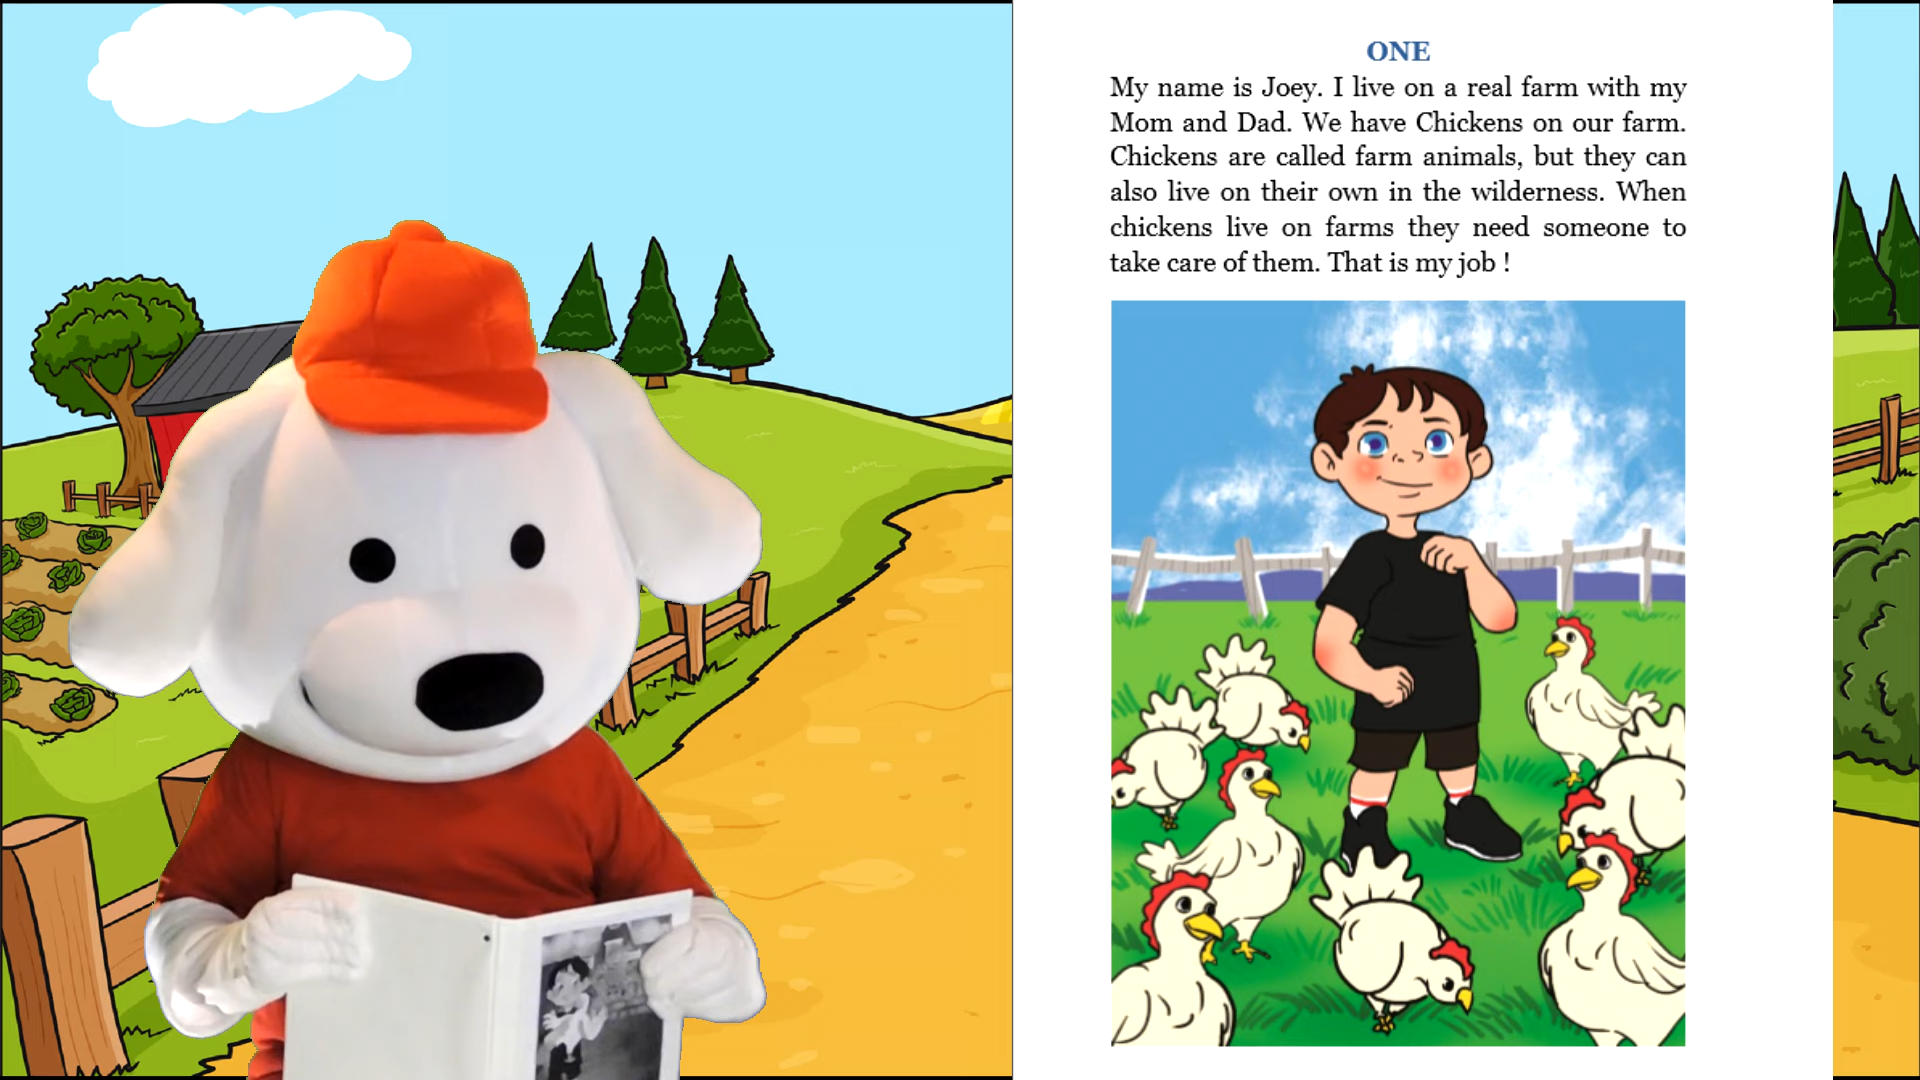 ONE
My name is Joey. I live on a real farm with my
Mom and Dad. We have Chickens on our farm.
Chickens are called farm animals, but they can
also live on their own in the wilderness. When
chickens live on farms they need someone to
take care of them. That is my job !